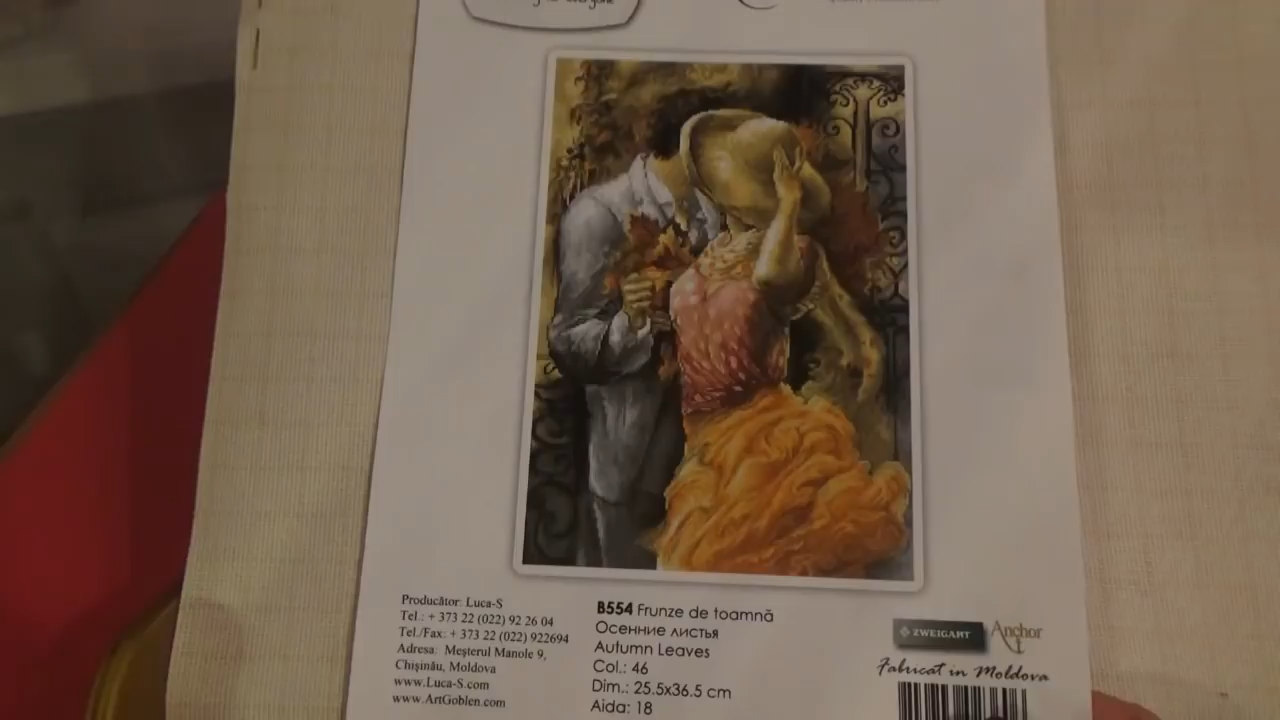 Producător: Luca-S
Tel.: + 373 22 (022) 92 26 04
Tel./Fax: + 373 22 (022) 922694
Adresa: Meşterul Manole 9,
Chişinău, Moldova
www.Luca-S.com
www.ArtGoblen.com
B554 Frunze de toamnă
Осенние листья
Autumn Leaves
Col.: 46
Dim.: 25.5x36.5 cm
Aida: 18
ZWEIGART
Anchor
Fabricat in Moldova